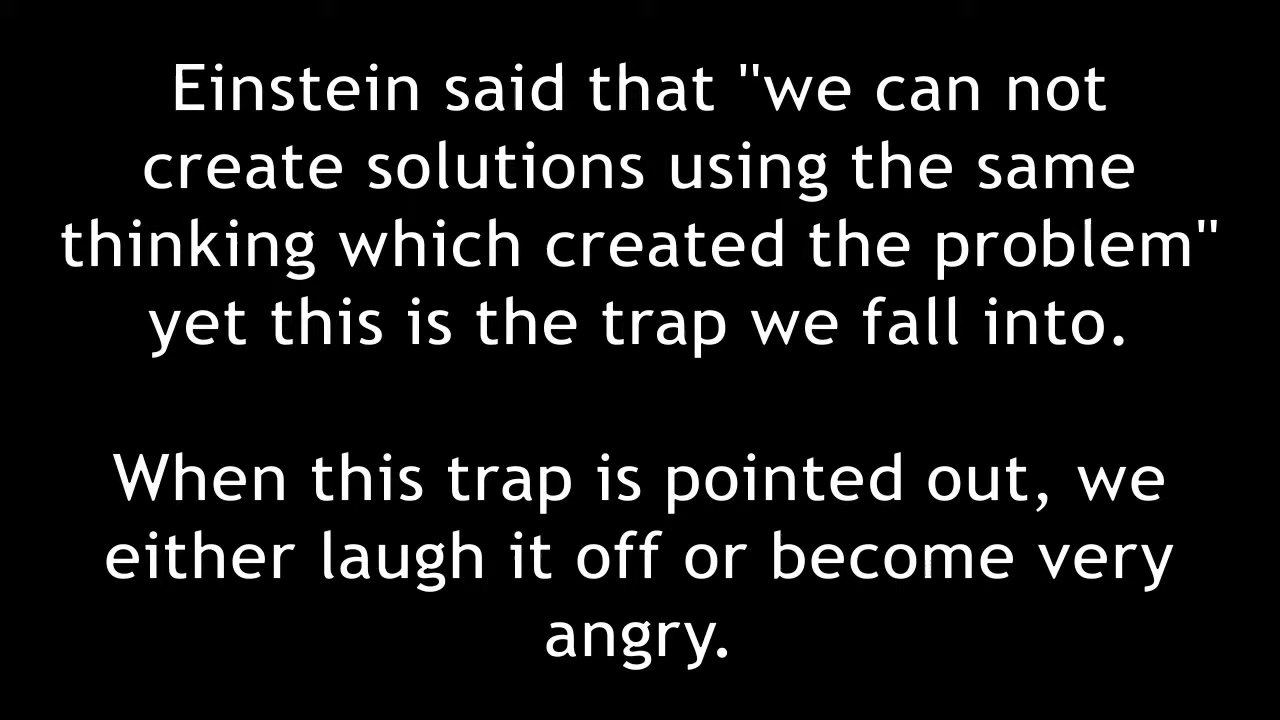 Einstein said that "we can not
create solutions using the same
thinking which created the problem"
yet this is the trap we fall into.
When this trap is pointed out, we
either laugh it off or become very
angry.